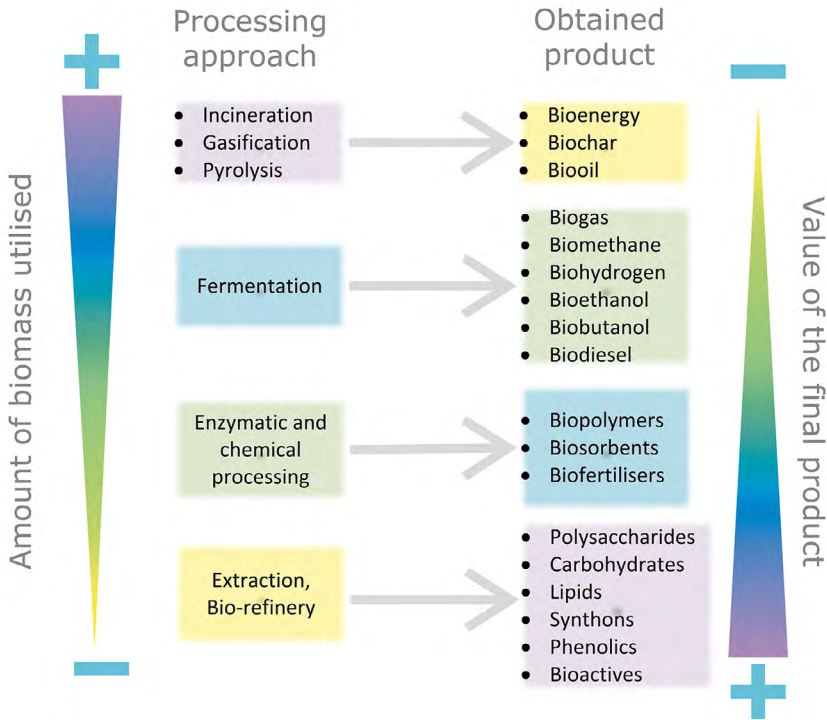 Processing
approach
Obtained
product
+
−
Amount of biomass utilised
• Incineration
• Gasification
• Pyrolysis
• Bioenergy
• Biochar
• Biooil
Fermentation
• Biogas
• Biomethane
• Biohydrogen
• Bioethanol
• Biobutanol
• Biodiesel
Enzymatic and
chemical
processing
• Biopolymers
• Biosorbents
• Biofertilisers
Extraction,
Bio-refinery
• Polysaccharides
• Carbohydrates
• Lipids
• Synthons
• Phenolics
• Bioactives
Value of the final product
−
+